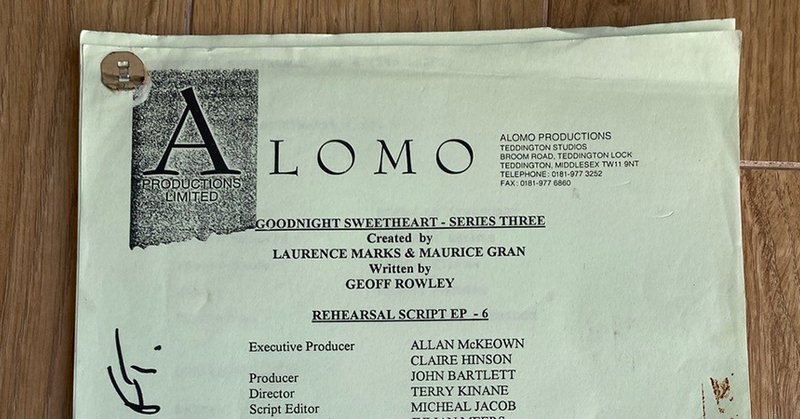 ALOMO
PRODUCTIONS
LIMITED
ALOMO PRODUCTIONS
TEDDINGTON STUDIOS
BROOM ROAD, TEDDINGTON LOCK
TEDDINGTON, MIDDLESEX TW11 9NT
TELEPHONE: 0181-977 3252
FAX: 0181-977 6860
GOODNIGHT SWEETHEART - SERIES THREE
Created by
LAURENCE MARKS & MAURICE GRAN
Written by
GEOFF ROWLEY
REHEARSAL SCRIPT EP - 6
Executive Producer ALLAN McKEOWN
CLAIRE HINSON
Producer JOHN BARTLETT
Director TERRY KINANE
Script Editor MICHEAL JACOB